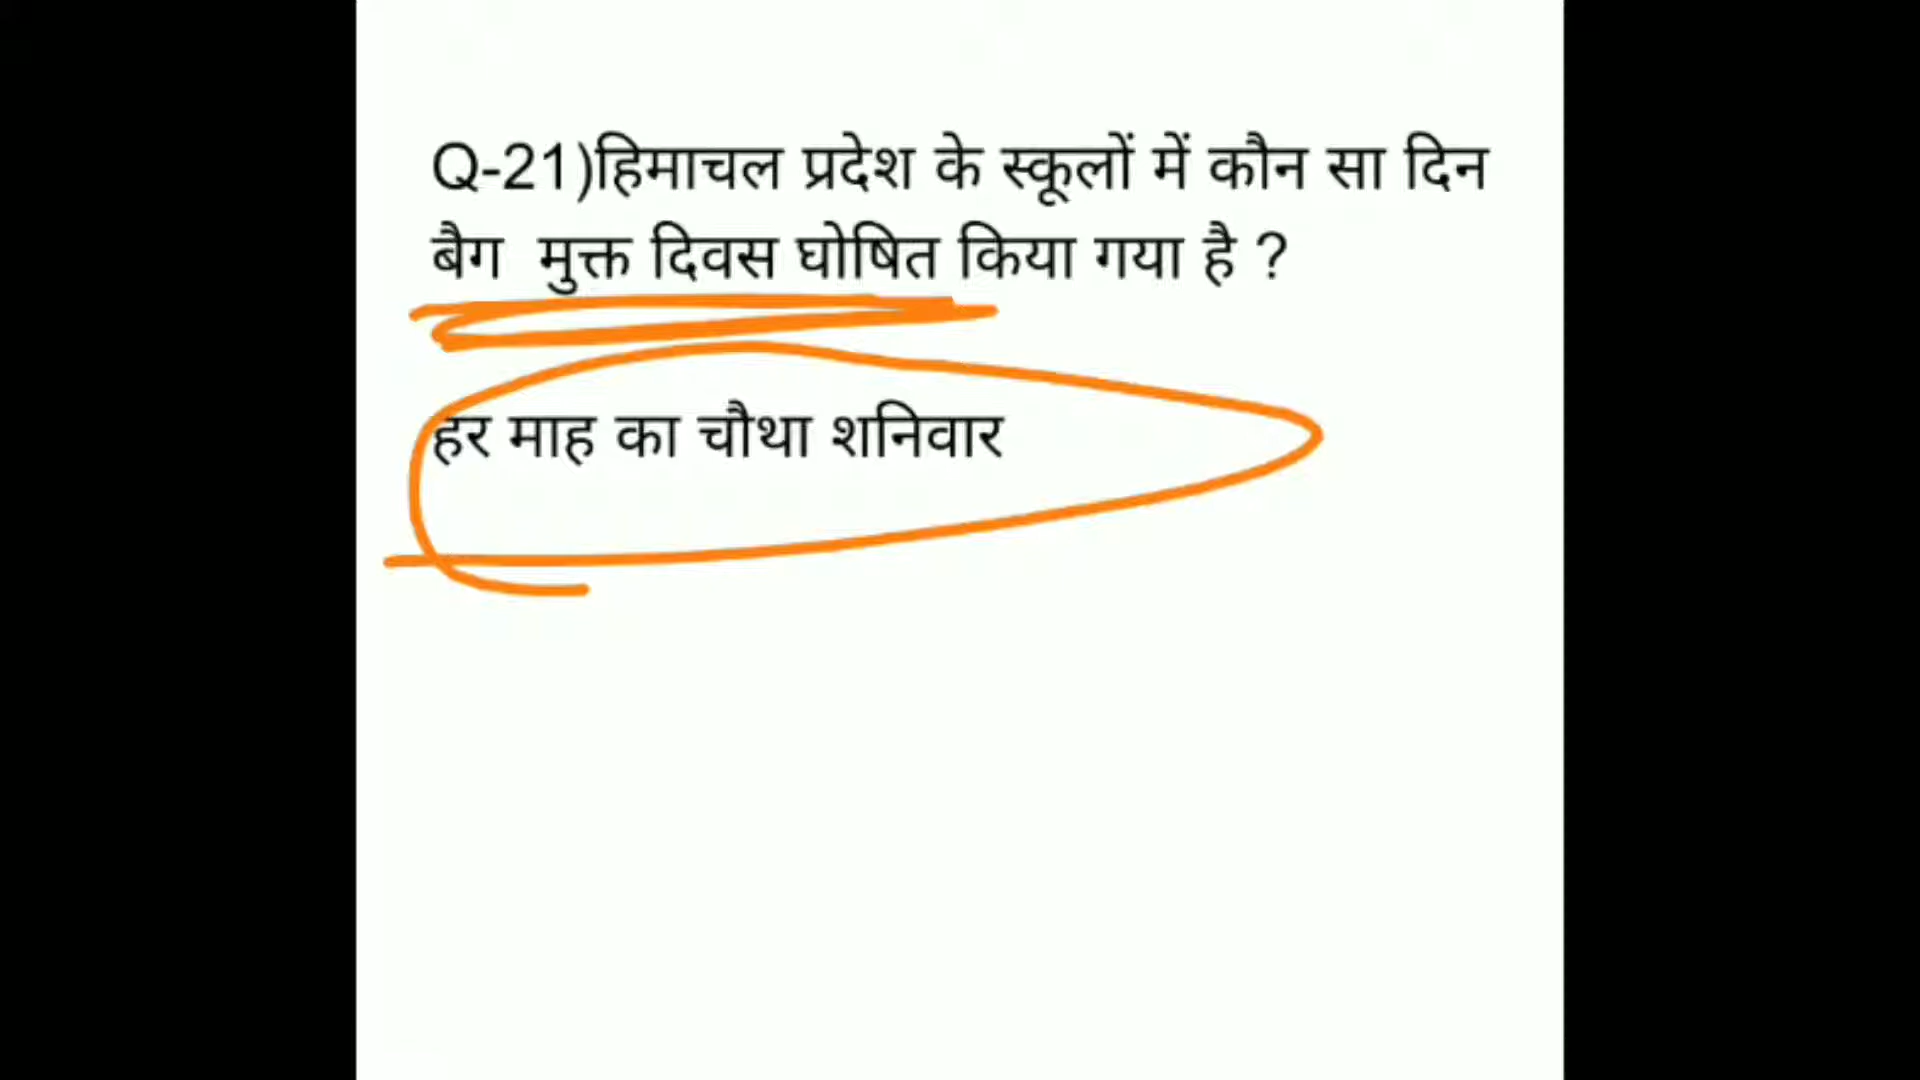 Q-21)हिमाचल प्रदेश के स्कूलों में कौन सा दिन
बैग मुक्त दिवस घोषित किया गया है ?
हर माह का चौथा शनिवार